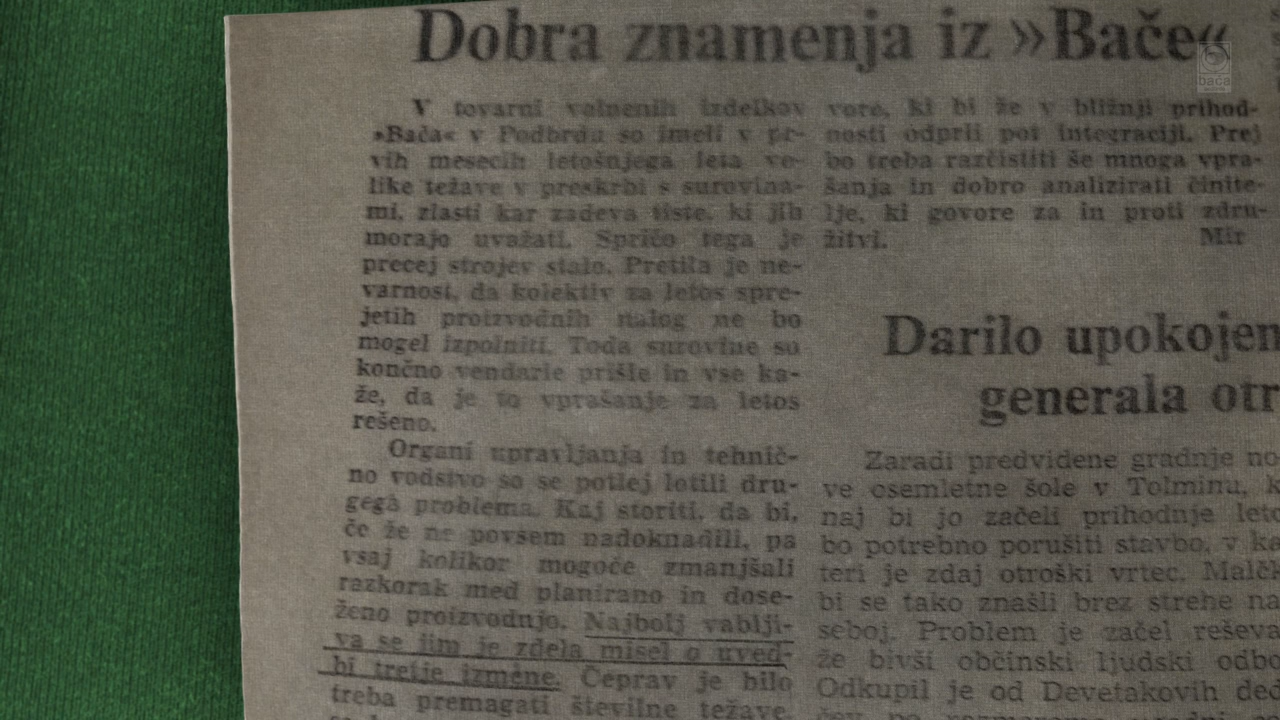 Dobra znamenja iz »Bače«
V tovarni volnenih izdelkov
»Bača« v Podbrdu so imeli v pr-
vih mesecih letošnjega leta ve-
like težave v preskrbi s surovina-
mi, zlasti kar zadeva tiste, ki jih
morajo uvažati. Spričo tega je
precej strojev stalo. Pretila je ne-
varnost, da kolektiv za letos spre-
jetih proizvodnih nalog ne bo
mogel izpolniti. Toda surovine so
končno vendarle prišle in vse ka-
že, da je to vprašanje za letos
rešeno.
Organi upravljanja in tehnič-
no vodstvo so se potlej lotili dru-
gega problema. Kaj storiti, da bi,
če že ne povsem nadoknadili, pa
vsaj kolikor mogoče zmanjšali
razkorak med planirano in dose-
ženo proizvodnjo. Najbolj vablji-
va se jim je zdela misel o uved-
bi tretje izmene. Čeprav je bilo
treba premagati številne težave,
vore, ki bi že v bližnji prihod-
nosti odprli pot integraciji. Prej
bo treba razčistiti še mnoga vpra-
šanja in dobro analizirati činite-
lje, ki govore za in proti zdru-
žitvi.
Mir
Darilo upokojen
generala otr
Zaradi predvidene gradnje no-
ve osemletne šole v Tolminu, k
naj bi jo začeli prihodnje leto
bo potrebno porušiti stavbo, v ka
teri je zdaj otroški vrtec. Malčk
bi se tako znašli brez strehe na
seboj. Problem je začel reševa
že bivši občinski ljudski odbo
Odkupil je od Devetakovih ded
baca